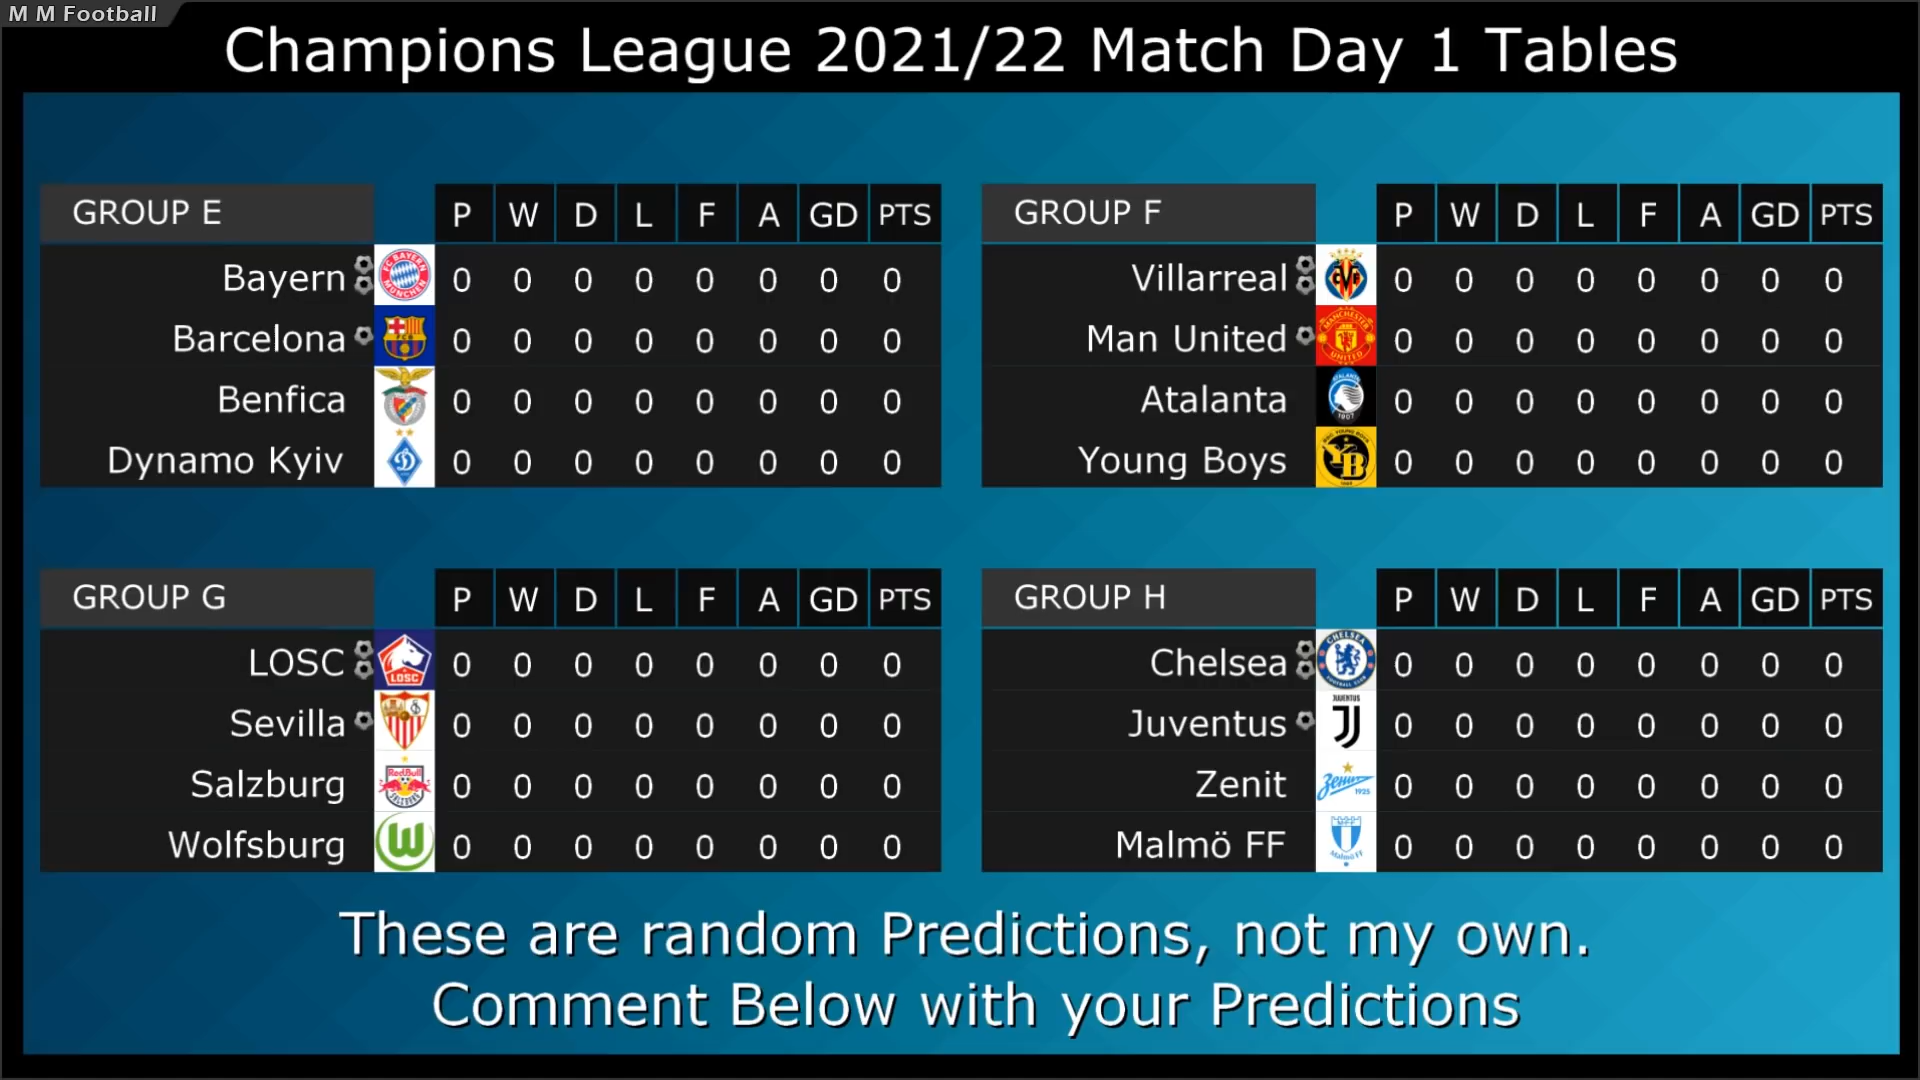 M M Football
Champions League 2021/22 Match Day 1 Tables
GROUP E P W D L F A GD PTS
Bayern 0 0 0 0 0 0 0 0
Barcelona 0 0 0 0 0 0 0 0
Benfica 0 0 0 0 0 0 0 0
Dynamo Kyiv 0 0 0 0 0 0 0 0
GROUP F P W D L F A GD PTS
Villarreal 0 0 0 0 0 0 0 0
Man United 0 0 0 0 0 0 0 0
Atalanta 0 0 0 0 0 0 0 0
Young Boys 0 0 0 0 0 0 0 0
GROUP G P W D L F A GD PTS
LOSC LOSC 0 0 0 0 0 0 0 0
Sevilla 0 0 0 0 0 0 0 0
Salzburg 0 0 0 0 0 0 0 0
Wolfsburg 0 0 0 0 0 0 0 0
GROUP H P W D L F A GD PTS
Chelsea 0 0 0 0 0 0 0 0
Juventus JUVENTUS 0 0 0 0 0 0 0 0
Zenit 0 0 0 0 0 0 0 0
Malmö FF 0 0 0 0 0 0 0 0
These are random Predictions, not my own.
Comment Below with your Predictions